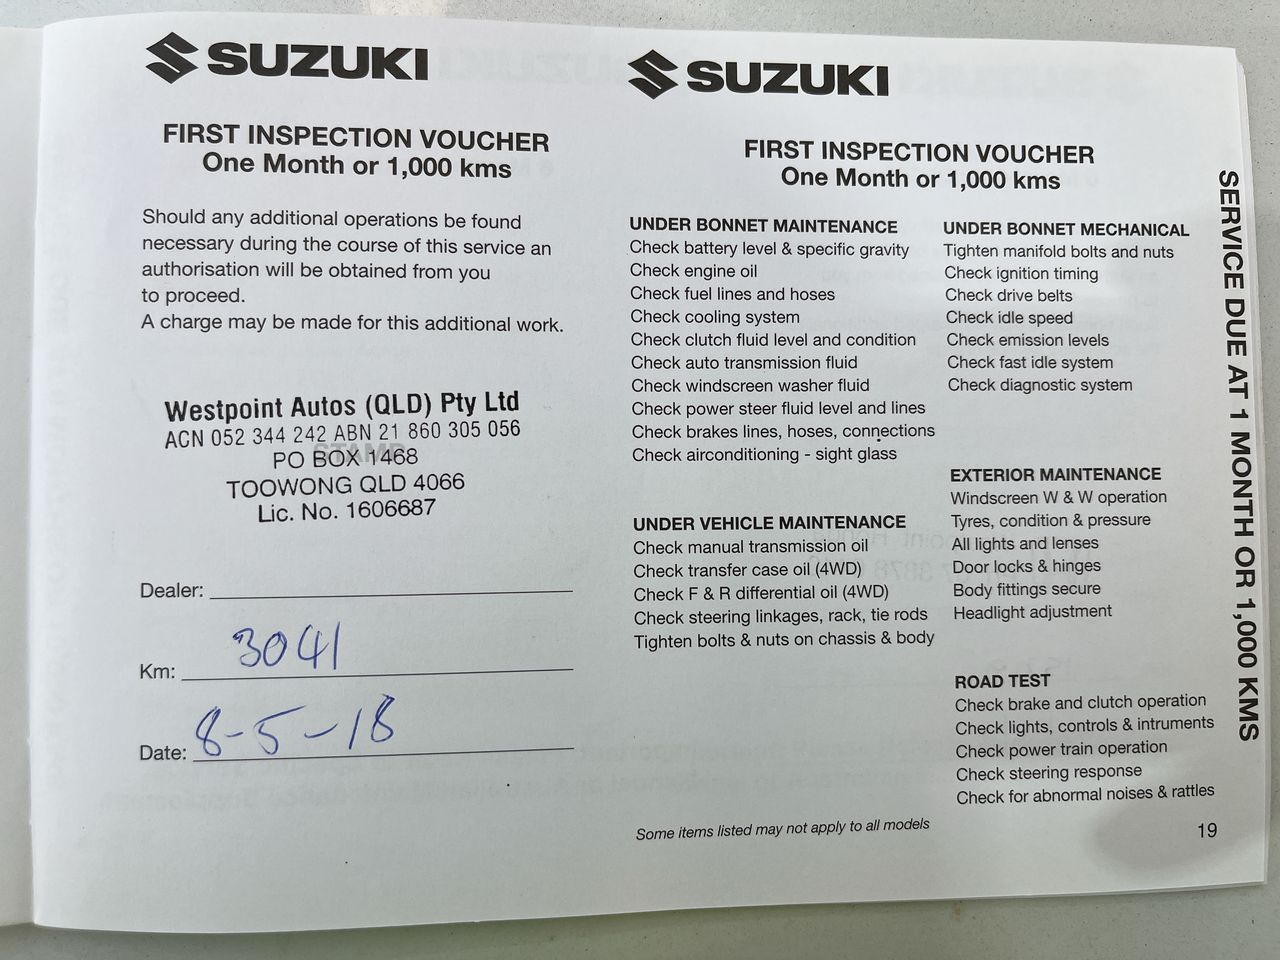 SUZUKI
FIRST INSPECTION VOUCHER
One Month or 1,000 kms
Should any additional operations be found
necessary during the course of this service an
authorisation will be obtained from you
to proceed.
A charge may be made for this additional work.
Westpoint Autos (QLD) Pty Ltd
ACN 052 344 242 ABN 21 860 305 056
STAMP
PO BOX 1468
TOOWONG QLD 4066
Lic. No. 1606687
Dealer:
Km: 3041
Date: 8-5-18
SUZUKI
FIRST INSPECTION VOUCHER
One Month or 1,000 kms
UNDER BONNET MAINTENANCE
Check battery level & specific gravity
Check engine oil
Check fuel lines and hoses
Check cooling system
Check clutch fluid level and condition
Check auto transmission fluid
Check windscreen washer fluid
Check power steer fluid level and lines
Check brakes lines, hoses, connections
Check airconditioning - sight glass
UNDER VEHICLE MAINTENANCE
Check manual transmission oil
Check transfer case oil (4WD)
Check F & R differential oil (4WD)
Check steering linkages, rack, tie rods
Tighten bolts & nuts on chassis & body
UNDER BONNET MECHANICAL
Tighten manifold bolts and nuts
Check ignition timing
Check drive belts
Check idle speed
Check emission levels
Check fast idle system
Check diagnostic system
EXTERIOR MAINTENANCE
Windscreen W & W operation
Tyres, condition & pressure
All lights and lenses
Door locks & hinges
Body fittings secure
Headlight adjustment
ROAD TEST
Check brake and clutch operation
Check lights, controls & intruments
Check power train operation
Check steering response
Check for abnormal noises & rattles
Some items listed may not apply to all models
19
SERVICE DUE AT 1 MONTH OR 1,000 KMS